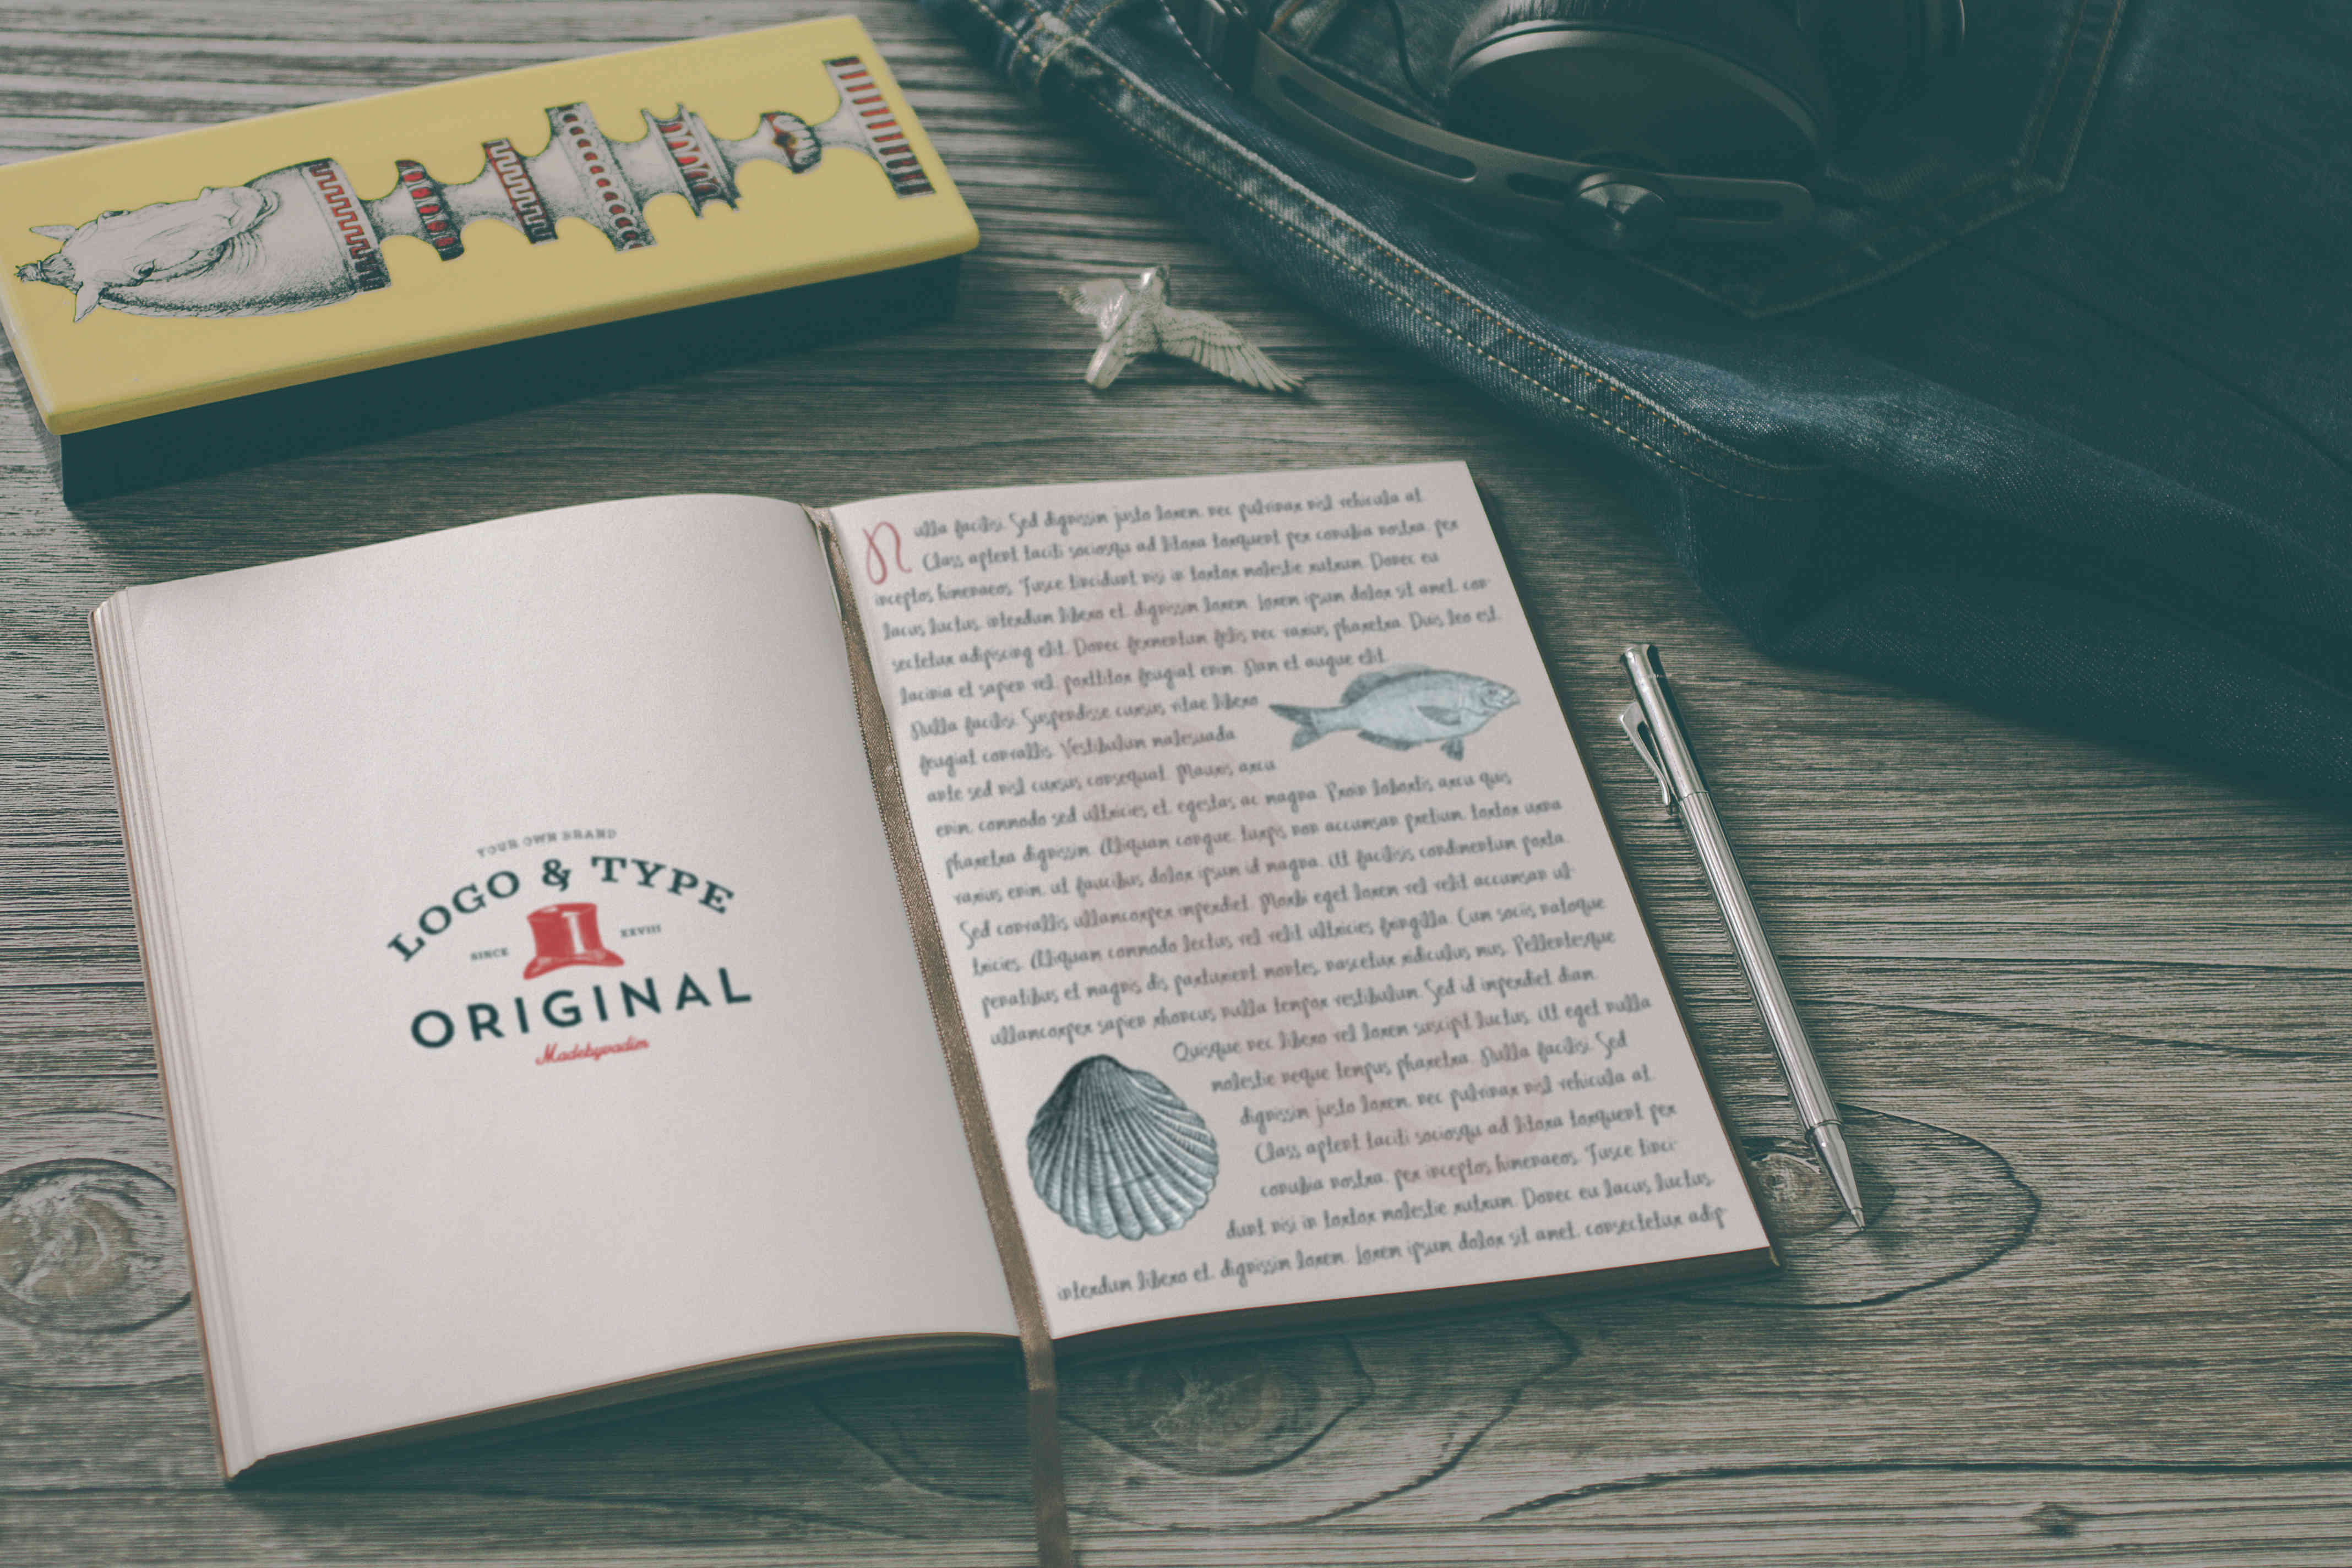 YOUR OWN BRAND
LOGO & TYPE
SINCE
1
XXVIII
ORIGINAL
Madebyvadim
Nulla facilisi. Sed dignissim justo lorem, nec pulvinar nisl vehicula at.
Class aptent taciti sociosqu ad litora torquent per conubia nostra, per
inceptos himenaeos. Fusce tincidunt nisi in tortor molestie rutrum. Donec eu
lacus luctus, interdum libero et, dignissim lorem. Lorem ipsum dolor sit amet, con-
sectetur adipiscing elit. Donec fermentum felis nec varius pharetra. Duis leo est,
lacinia et sapien vel, porttitor feugiat enim. Nam et augue elit.
Nulla facilisi. Suspendisse cursus vitae libero
feugiat convallis. Vestibulum malesuada
ante sed nisl cursus consequat. Mauris arcu
enim, commodo sed ultricies et, egestas ac magna. Proin lobortis arcu quis
pharetra dignissim. Aliquam congue, turpis non accumsan pretium, tortor urna
varius enim, ut faucibus dolor ipsum id magna. Ut facilisis condimentum porta.
Sed convallis ullamcorper imperdiet. Morbi eget lorem vel velit accumsan ul-
tricies. Aliquam commodo lectus vel velit ultricies fringilla. Cum sociis natoque
penatibus et magnis dis parturient montes, nascetur ridiculus mus. Pellentesque
ullamcorper sapien rhoncus nulla tempor vestibulum. Sed id imperdiet diam.
Quisque nec libero vel lorem suscipit luctus. Ut eget nulla
molestie neque tempus pharetra. Nulla facilisi. Sed
dignissim justo lorem, nec pulvinar nisl vehicula at.
Class aptent taciti sociosqu ad litora torquent per
conubia nostra, per inceptos himenaeos. Fusce tinci-
dunt nisi in tortor molestie rutrum. Donec eu lacus luctus,
interdum libero et, dignissim lorem. Lorem ipsum dolor sit amet, consectetur adip-